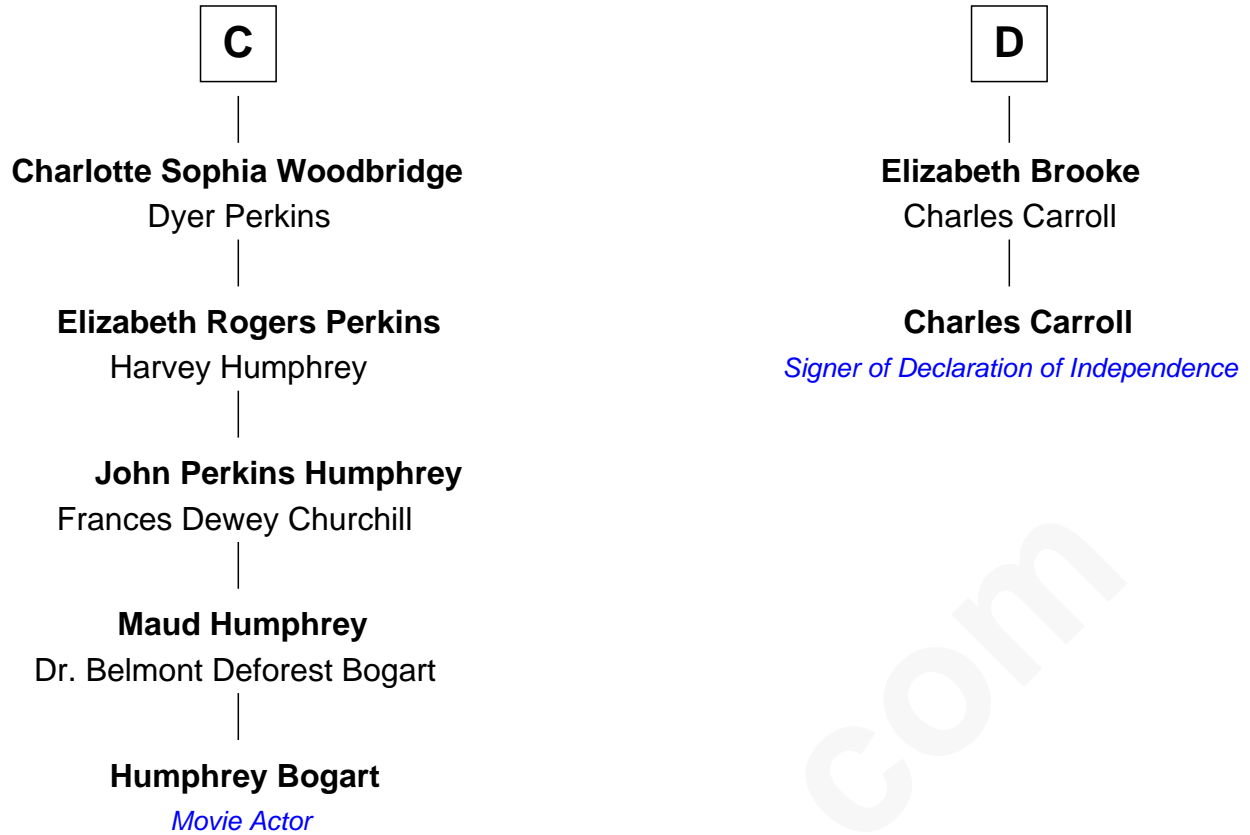 C
Charlotte Sophia Woodbridge
Dyer Perkins
Elizabeth Rogers Perkins
Harvey Humphrey
John Perkins Humphrey
Frances Dewey Churchill
Maud Humphrey
Dr. Belmont Deforest Bogart
Humphrey Bogart
Movie Actor
D
Elizabeth Brooke
Charles Carroll
Charles Carroll
Signer of Declaration of Independence
com